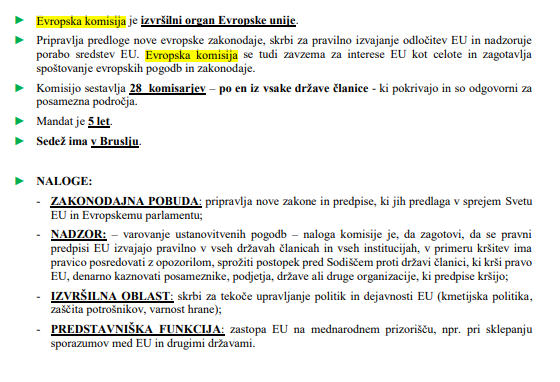 ► Evropska komisija je izvršilni organ Evropske unije.
► Pripravlja predloge nove evropske zakonodaje, skrbi za pravilno izvajanje odločitev EU in nadzoruje
porabo sredstev EU. Evropska komisija se tudi zavzema za interese EU kot celote in zagotavlja
spoštovanje evropskih pogodb in zakonodaje.
► Komisijo sestavlja 28 komisarjev – po en iz vsake države članice - ki pokrivajo in so odgovorni za
posamezna področja.
► Mandat je 5 let.
► Sedež ima v Bruslju.
► NALOGE:
- ZAKONODAJNA POBUDA: pripravlja nove zakone in predpise, ki jih predlaga v sprejem Svetu
EU in Evropskemu parlamentu;
- NADZOR: – varovanje ustanovitvenih pogodb – naloga komisije je, da zagotovi, da se pravni
predpisi EU izvajajo pravilno v vseh državah članicah in vseh institucijah, v primeru kršitev ima
pravico posredovati z opozorilom, sprožiti postopek pred Sodiščem proti državi članici, ki krši pravo
EU, denarno kaznovati posameznike, podjetja, države ali druge organizacije, ki predpise kršijo;
- IZVRŠILNA OBLAST: skrbi za tekoče upravljanje politik in dejavnosti EU (kmetijska politika,
zaščita potrošnikov, varnost hrane);
- PREDSTAVNIŠKA FUNKCIJA: zastopa EU na mednarodnem prizorišču, npr. pri sklepanju
sporazumov med EU in drugimi državami.